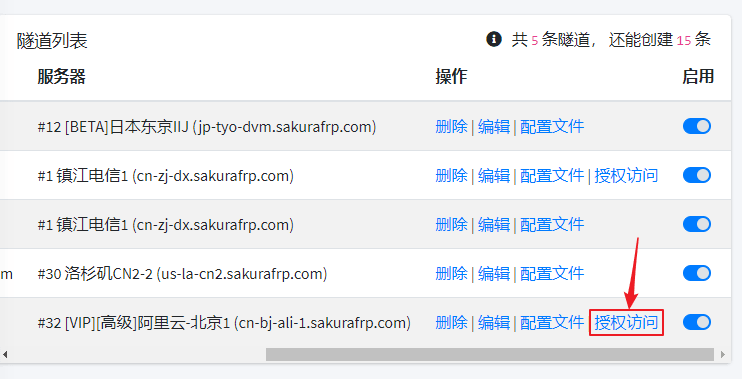 隧道列表 共 5 条隧道， 还能创建 15 条
服务器 操作 启用
#12 [BETA]日本东京IIJ (jp-tyo-dvm.sakurafrp.com) 删除 | 编辑 | 配置文件
#1 镇江电信1 (cn-zj-dx.sakurafrp.com) 删除 | 编辑 | 配置文件 | 授权访问
#1 镇江电信1 (cn-zj-dx.sakurafrp.com) 删除 | 编辑 | 配置文件
m #30 洛杉矶CN2-2 (us-la-cn2.sakurafrp.com) 删除 | 编辑 | 配置文件
#32 [VIP][高级]阿里云-北京1 (cn-bj-ali-1.sakurafrp.com) 删除 | 编辑 | 配置文件 授权访问